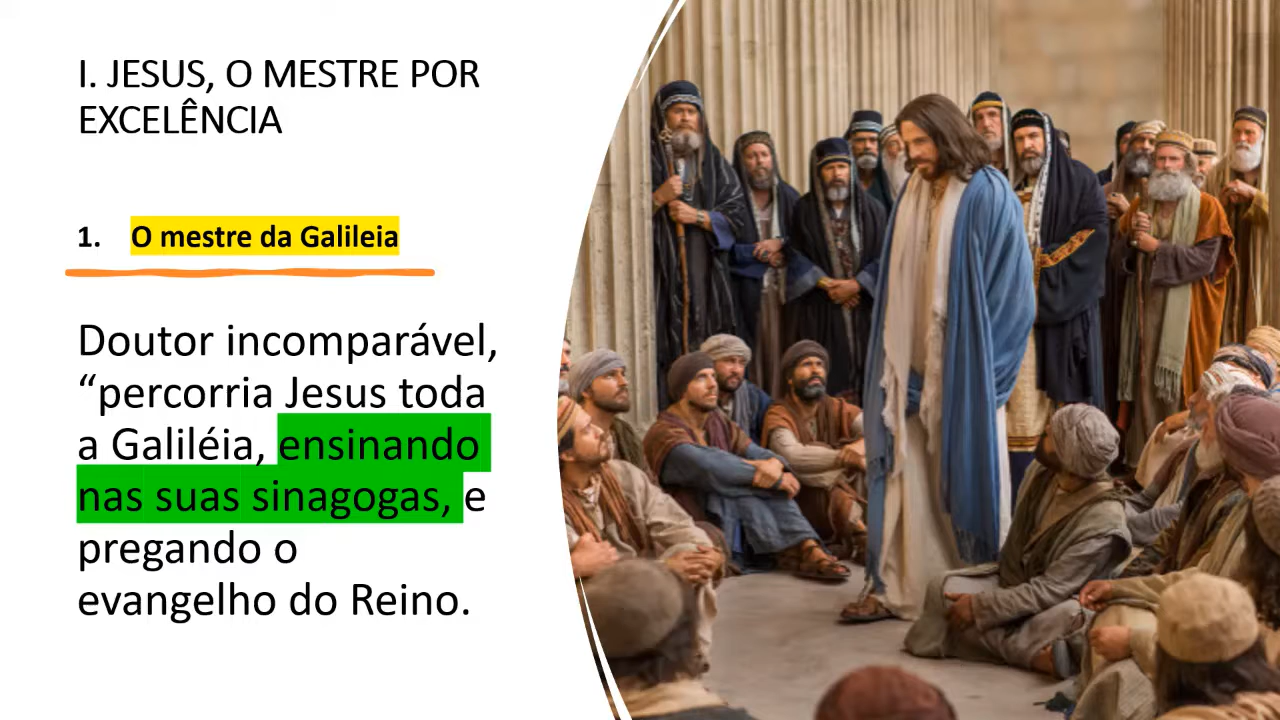 I. JESUS, O MESTRE POR
EXCELÊNCIA
1. O mestre da Galileia
Doutor incomparável,
“percorria Jesus toda
a Galiléia, ensinando
nas suas sinagogas, e
pregando o
evangelho do Reino.